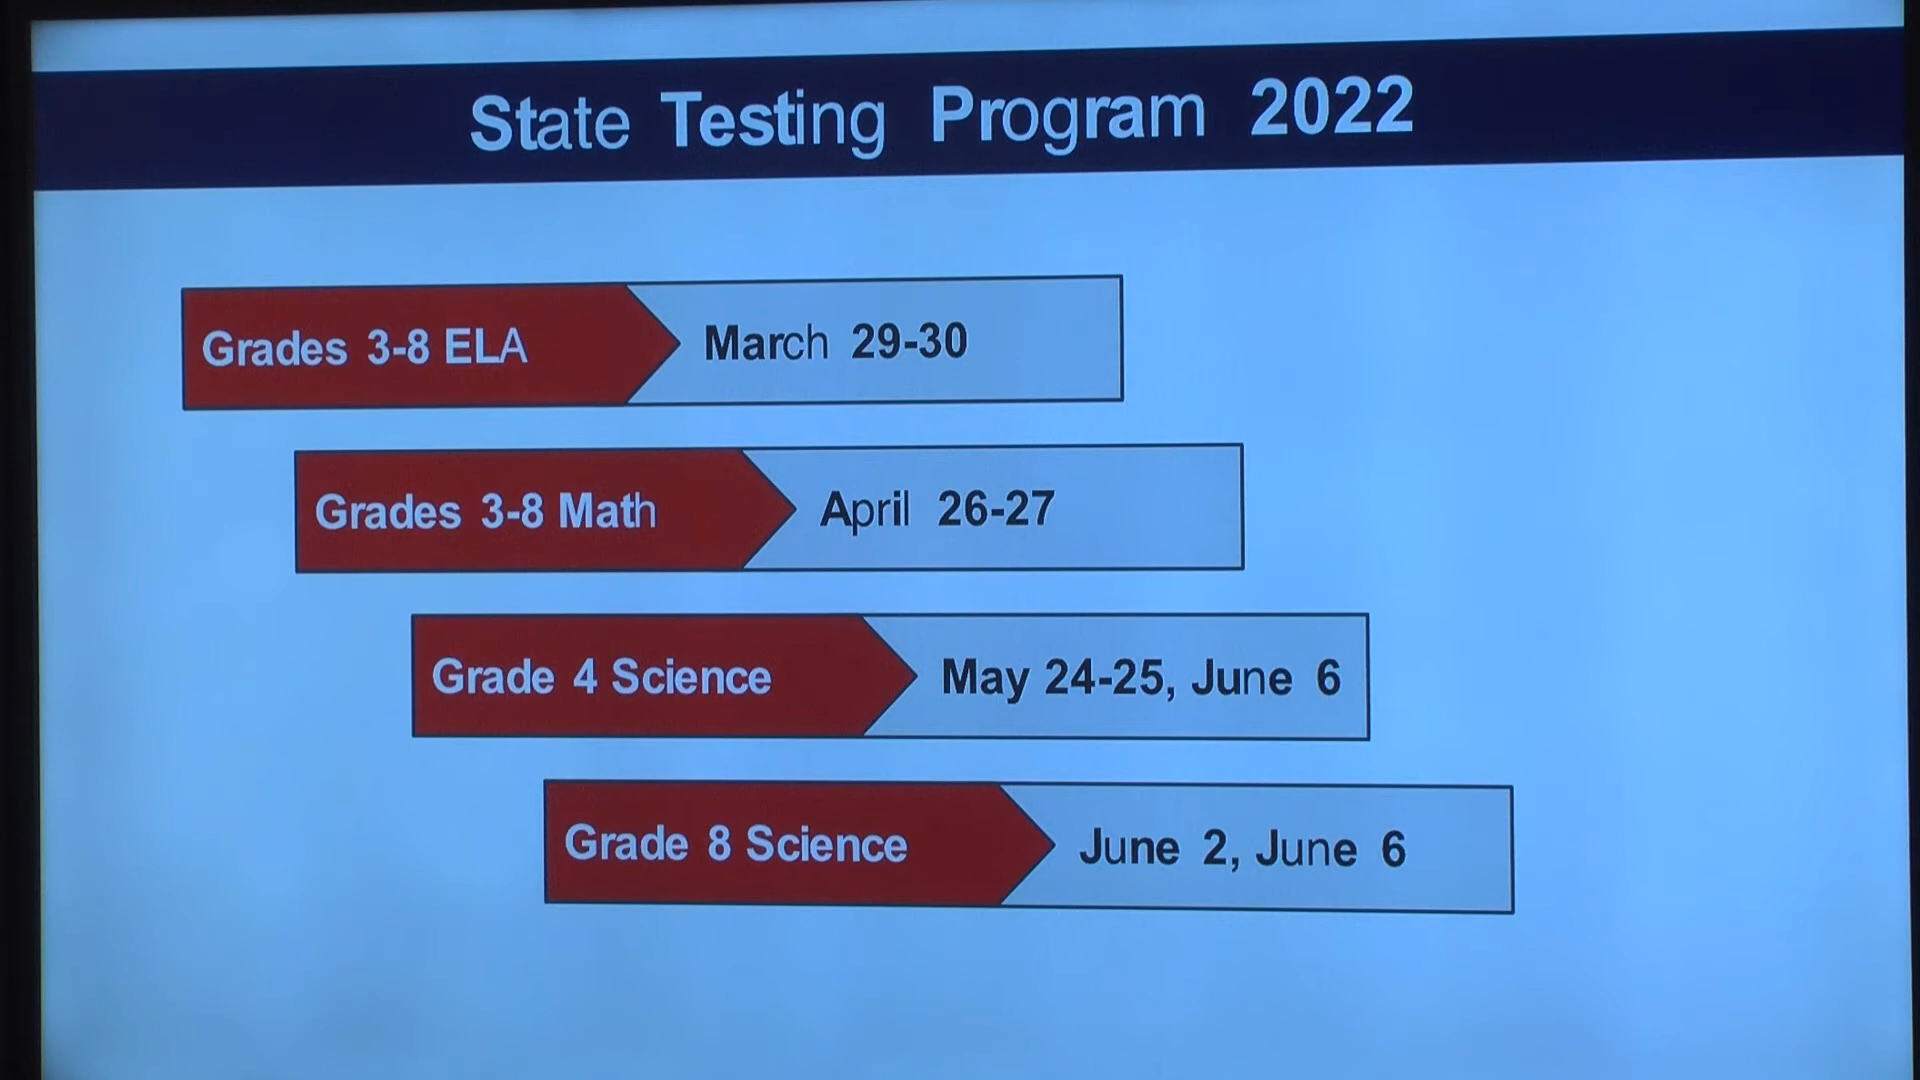 State Testing Program 2022
Grades 3-8 ELA
March 29-30
Grades 3-8 Math
April 26-27
Grade 4 Science
May 24-25, June 6
Grade 8 Science
June 2, June 6